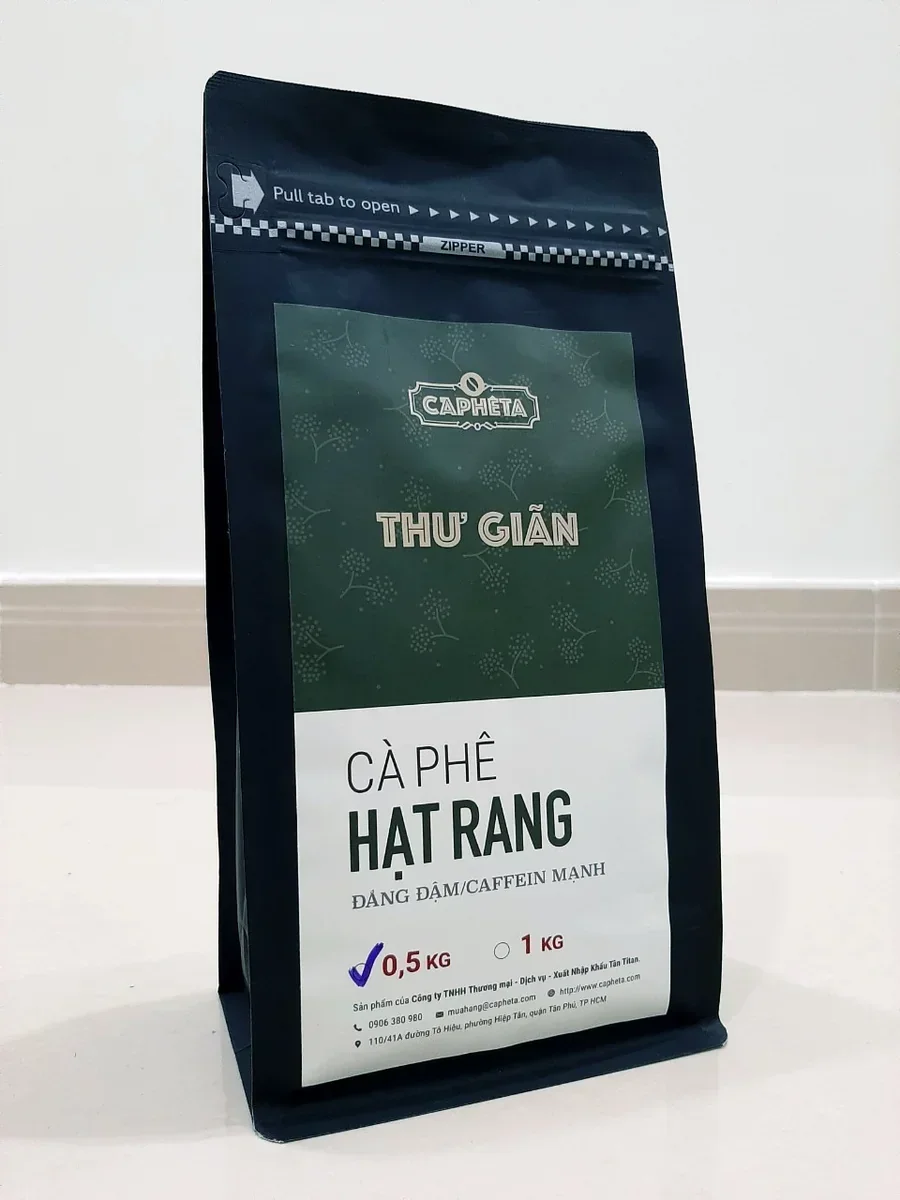 Pull tab to open
ZIPPER
CAPHÊTA
THƯ GIÃN
CÀ PHÊ
HẠT RANG
ĐẮNG ĐẬM/CAFFEIN MẠNH
0,5 KG 1 KG
Sản phẩm của Công ty TNHH Thương mại - Dịch vụ - Xuất Nhập Khẩu Tân Titan.
0906 380 980 muahang@capheta.com http://www.capheta.com
110/41A đường Tô Hiệu, phường Hiệp Tân, quận Tân Phú, TP HCM